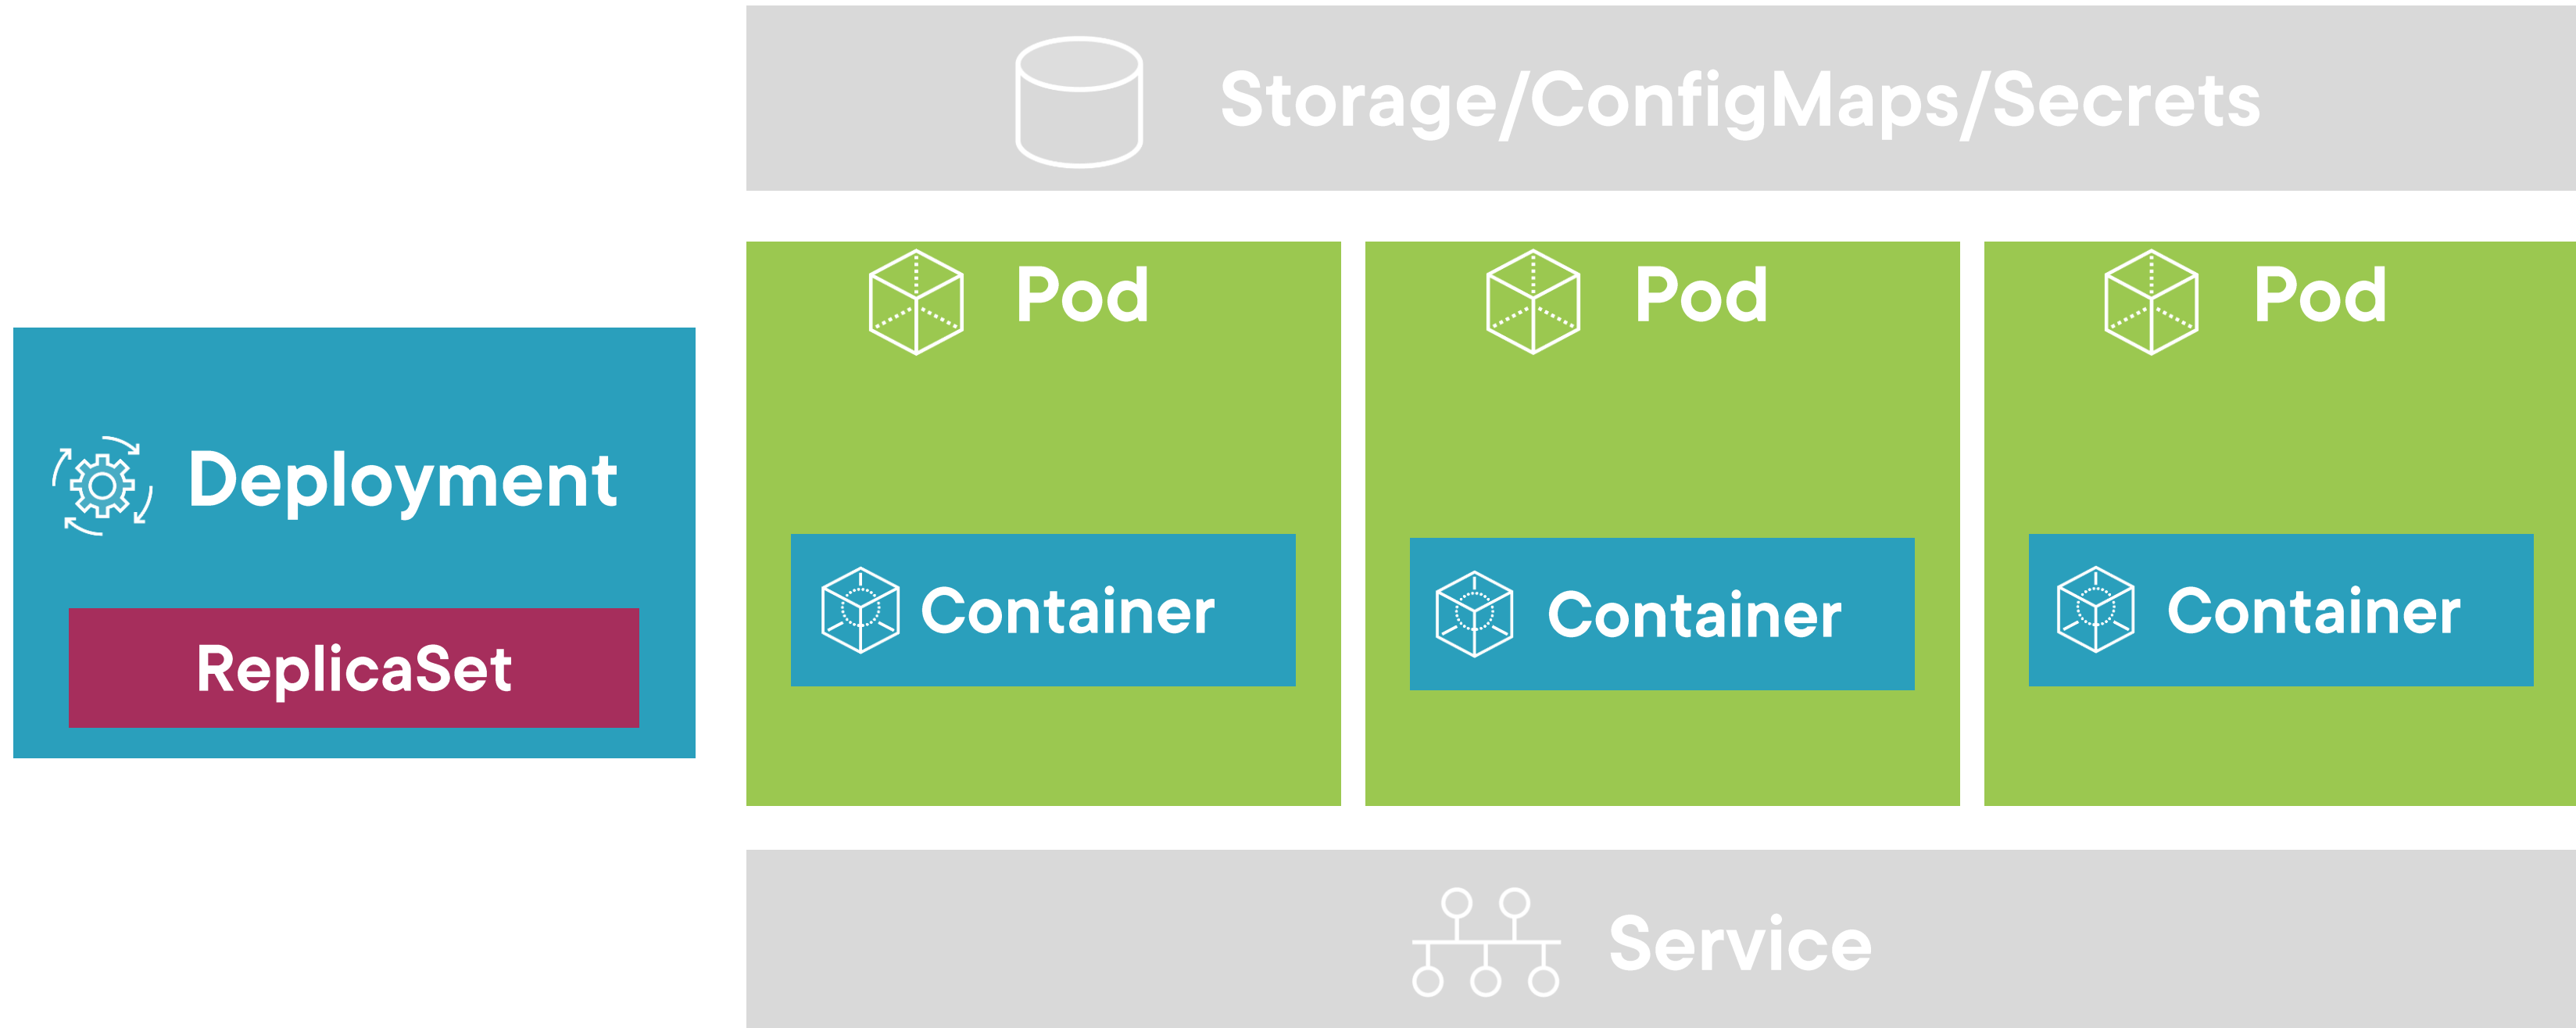 Storage/ConfigMaps/Secrets
Pod
Pod
Pod
Deployment
Container
Container
Container
ReplicaSet
Service